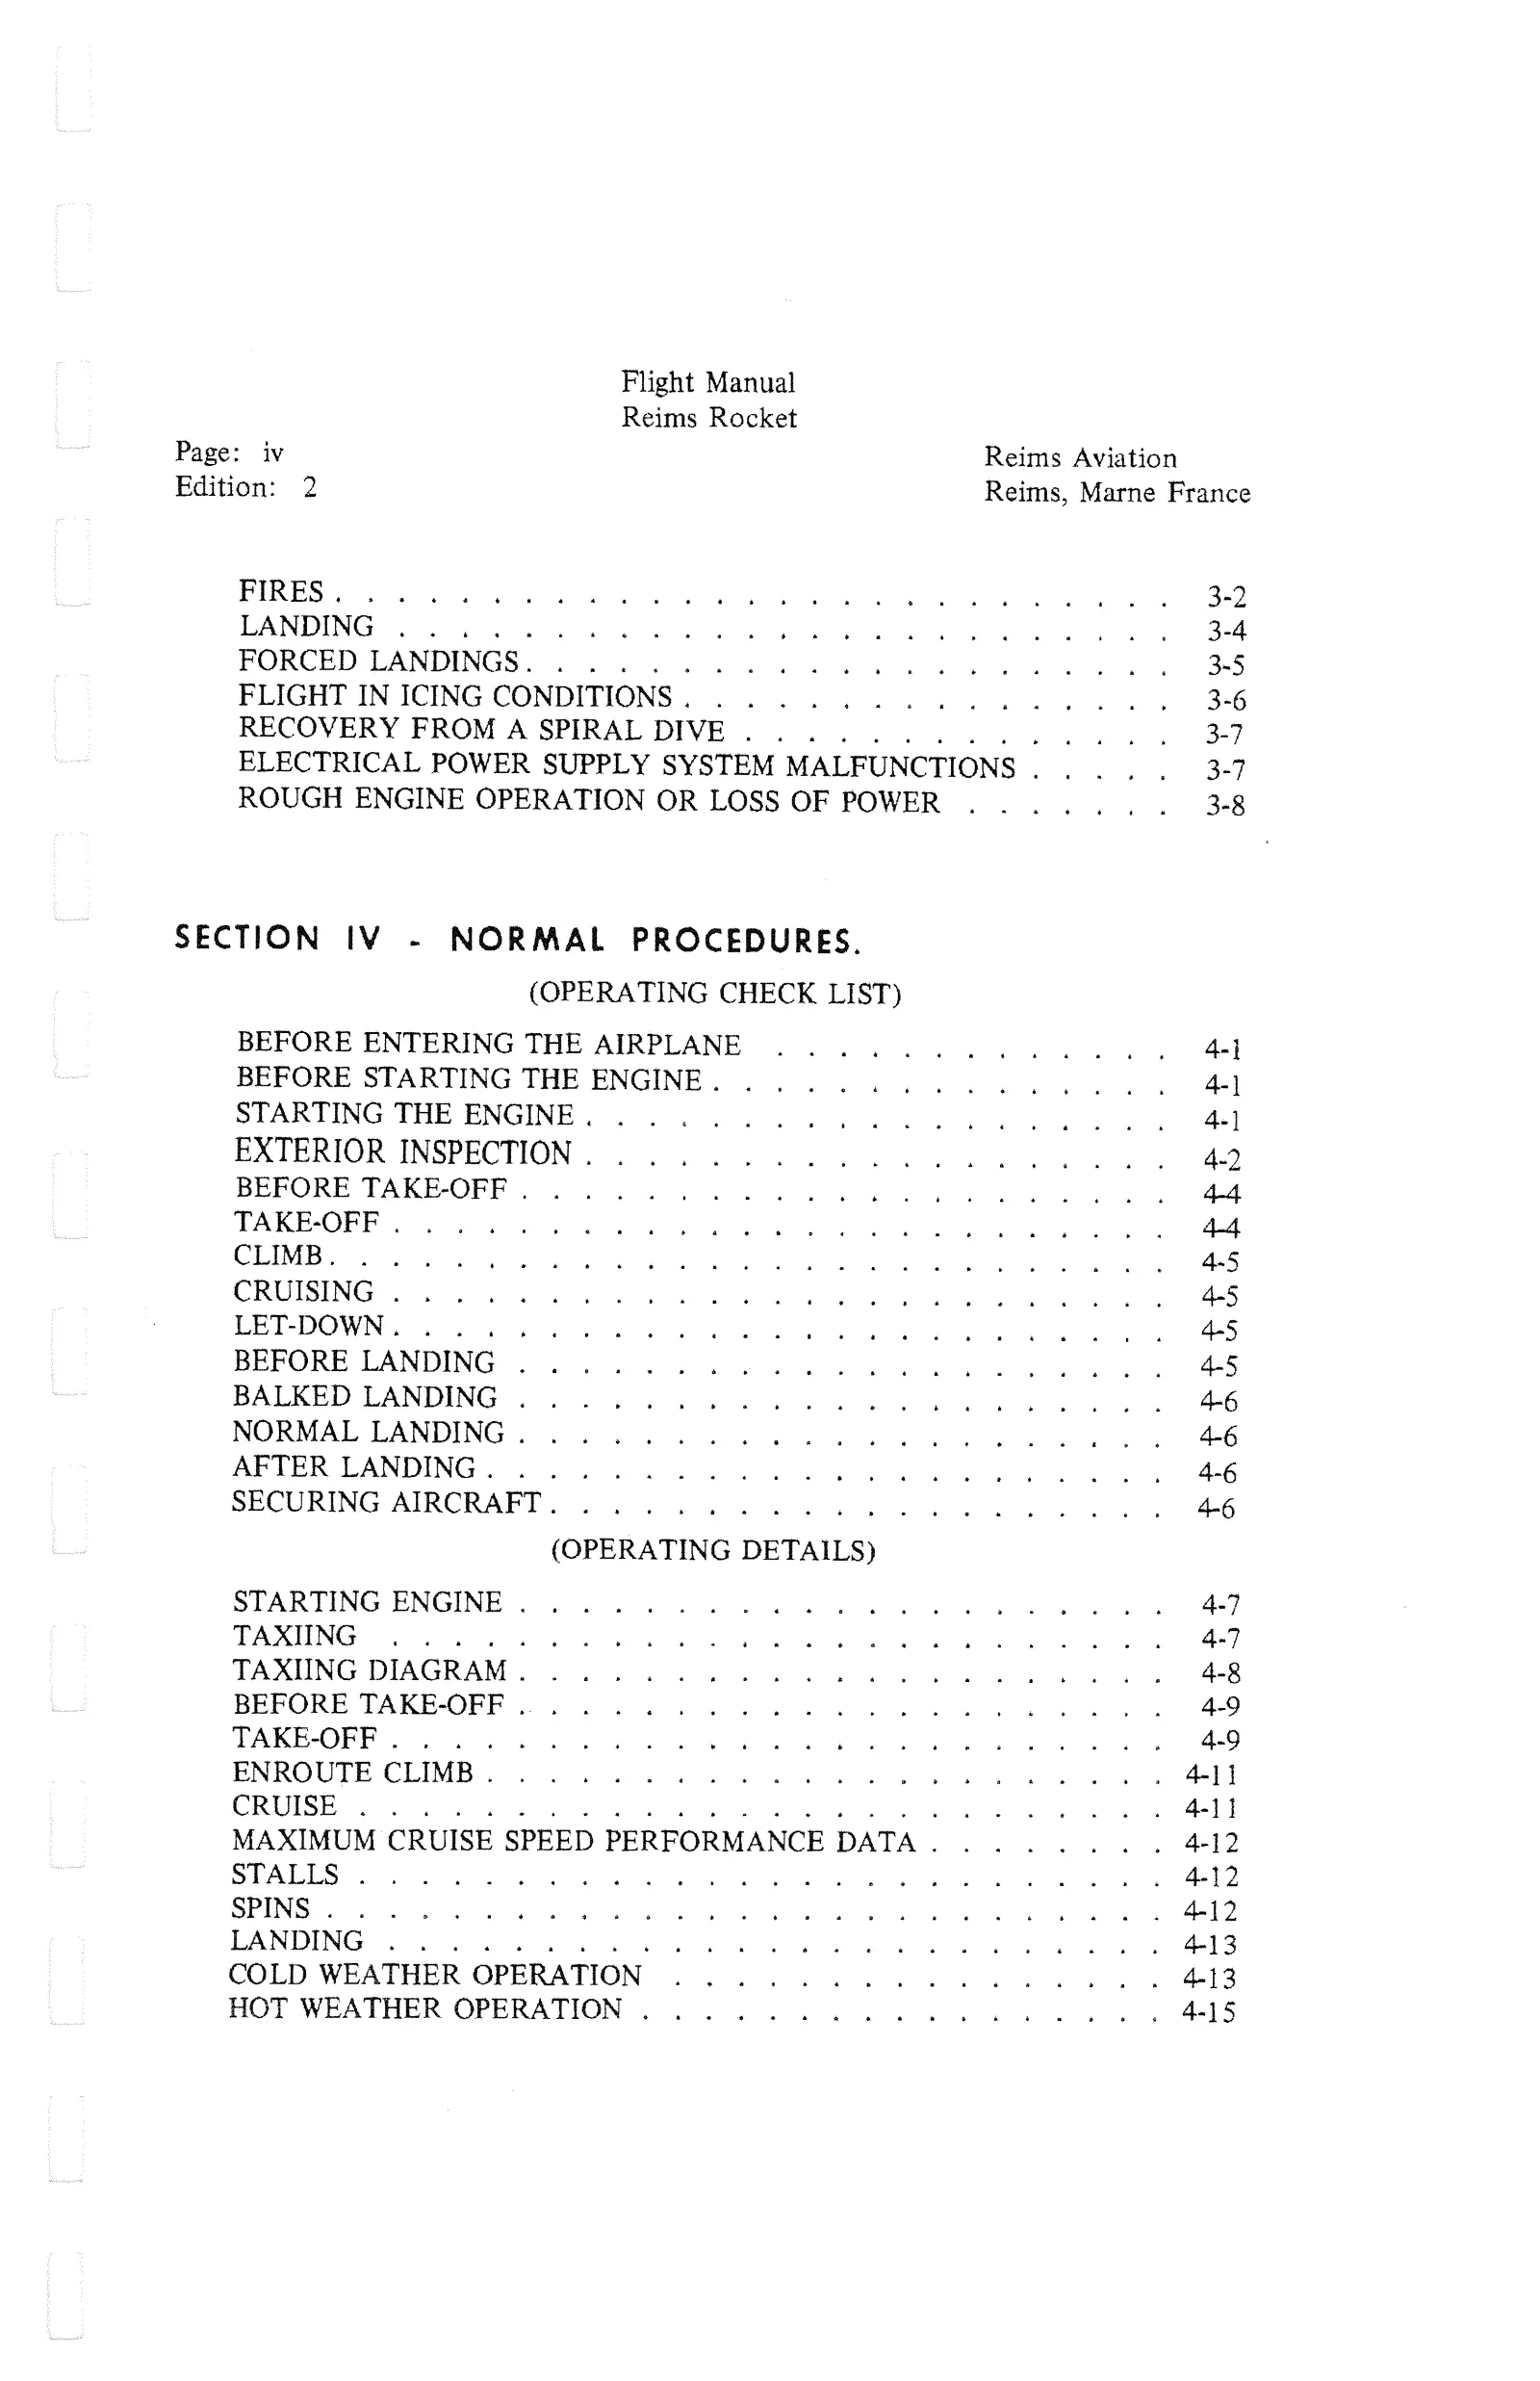 Flight Manual
Reims Rocket
Page: iv
Edition: 2
Reims Aviation
Reims, Marne France
FIRES . . . . . . . . . . . . . . . . . . . . . . . . . . . 3-2
LANDING . . . . . . . . . . . . . . . . . . . . . . . . . 3-4
FORCED LANDINGS . . . . . . . . . . . . . . . . . . . . . 3-5
FLIGHT IN ICING CONDITIONS . . . . . . . . . . . . . . . . 3-6
RECOVERY FROM A SPIRAL DIVE . . . . . . . . . . . . . . 3-7
ELECTRICAL POWER SUPPLY SYSTEM MALFUNCTIONS . . . . . 3-7
ROUGH ENGINE OPERATION OR LOSS OF POWER . . . . . . . 3-8
SECTION IV - NORMAL PROCEDURES.
(OPERATING CHECK LIST)
BEFORE ENTERING THE AIRPLANE . . . . . . . . . . . . . 4-1
BEFORE STARTING THE ENGINE . . . . . . . . . . . . . . . 4-1
STARTING THE ENGINE . . . . . . . . . . . . . . . . . . . 4-1
EXTERIOR INSPECTION . . . . . . . . . . . . . . . . . . . 4-2
BEFORE TAKE-OFF . . . . . . . . . . . . . . . . . . . . . 4-4
TAKE-OFF . . . . . . . . . . . . . . . . . . . . . . . . . 4-4
CLIMB . . . . . . . . . . . . . . . . . . . . . . . . . . . 4-5
CRUISING . . . . . . . . . . . . . . . . . . . . . . . . . 4-5
LET-DOWN . . . . . . . . . . . . . . . . . . . . . . . . . 4-5
BEFORE LANDING . . . . . . . . . . . . . . . . . . . . . 4-5
BALKED LANDING . . . . . . . . . . . . . . . . . . . . . 4-6
NORMAL LANDING . . . . . . . . . . . . . . . . . . . . . 4-6
AFTER LANDING . . . . . . . . . . . . . . . . . . . . . . 4-6
SECURING AIRCRAFT . . . . . . . . . . . . . . . . . . . . 4-6
(OPERATING DETAILS)
STARTING ENGINE . . . . . . . . . . . . . . . . . . . . . 4-7
TAXIING . . . . . . . . . . . . . . . . . . . . . . . . . 4-7
TAXIING DIAGRAM . . . . . . . . . . . . . . . . . . . . . 4-8
BEFORE TAKE-OFF . . . . . . . . . . . . . . . . . . . . . 4-9
TAKE-OFF . . . . . . . . . . . . . . . . . . . . . . . . . 4-9
ENROUTE CLIMB . . . . . . . . . . . . . . . . . . . . . . 4-11
CRUISE . . . . . . . . . . . . . . . . . . . . . . . . . . 4-11
MAXIMUM CRUISE SPEED PERFORMANCE DATA . . . . . . . . 4-12
STALLS . . . . . . . . . . . . . . . . . . . . . . . . . . 4-12
SPINS . . . . . . . . . . . . . . . . . . . . . . . . . . . 4-12
LANDING . . . . . . . . . . . . . . . . . . . . . . . . . 4-13
COLD WEATHER OPERATION . . . . . . . . . . . . . . . . 4-13
HOT WEATHER OPERATION . . . . . . . . . . . . . . . . . 4-15